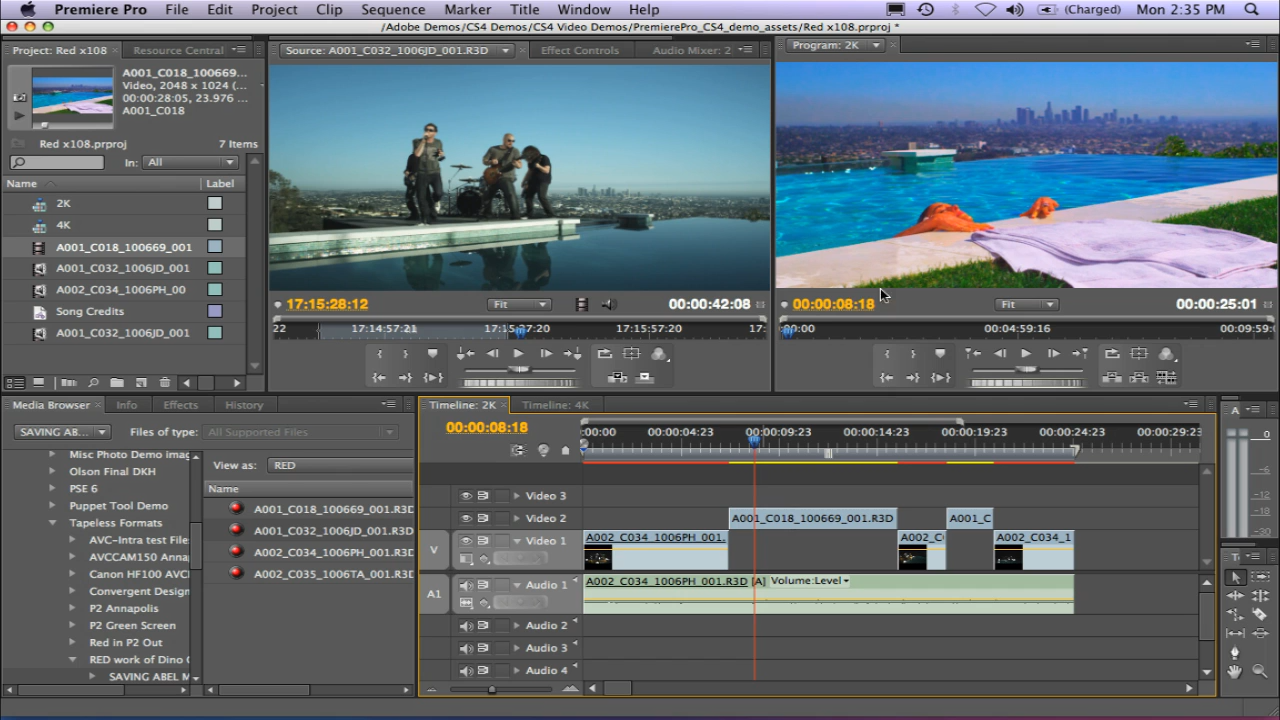 Premiere Pro File Edit Project Clip Sequence Marker Title Window Help (Charged) Mon 2:35 PM
/Adobe Demos/CS4 Demos/CS4 Video Demos/PremierePro_CS4_demo_assets/Red x108.prproj *
Project: Red x108 Resource Central
A001_C018_100669...
Video, 2048 x 1024 (...
00:00:28:05, 23.976 ...
A001_C018
Red x108.prproj 7 Items
In: All
Name Label
2K
4K
A001_C018_100669_001
A001_C032_1006JD_001
A002_C034_1006PH_00
Song Credits
A001_C032_1006JD_001
Source: A001_C032_1006JD_001.R3D Effect Controls Audio Mixer: 2
17:15:28:12 Fit 00:00:42:08
22 17:14:57:21 17:15:27:20 17:15:57:20 17:
Program: 2K
00:00:08:18 Fit 00:00:25:01
:00:00 00:04:59:16 00:09:59:
Media Browser Info Effects History
SAVING AB... Files of type: All Supported Files
Misc Photo Demo imag
Olson Final DKH
PSE 6
Puppet Tool Demo
Tapeless Formats
AVC-Intra test Files
AVCCAM150 Anna
Canon HF100 AVC
Convergent Design
P2 Annapolis
P2 Green Screen
Red in P2 Out
RED work of Dino
SAVING ABEL M
View as: RED
Name
A001_C018_100669_001.R3D
A001_C032_1006JD_001.R3D
A002_C034_1006PH_001.R3D
A002_C035_1006TA_001.R3D
Timeline: 2K Timeline: 4K
00:00:08:18
:00:00 00:00:04:23 00:00:09:23 00:00:14:23 00:00:19:23 00:00:24:23 00:00:29:23
Video 3
Video 2 A001_C018_100669_001.R3D A001_C
V Video 1 A002_C034_1006PH_001. A002_C A002_C034_1
A1 Audio 1 A002_C034_1006PH_001.R3D [A] Volume:Level
Audio 2
Audio 3
Audio 4
A
0
-6
-12
-18
-30
T